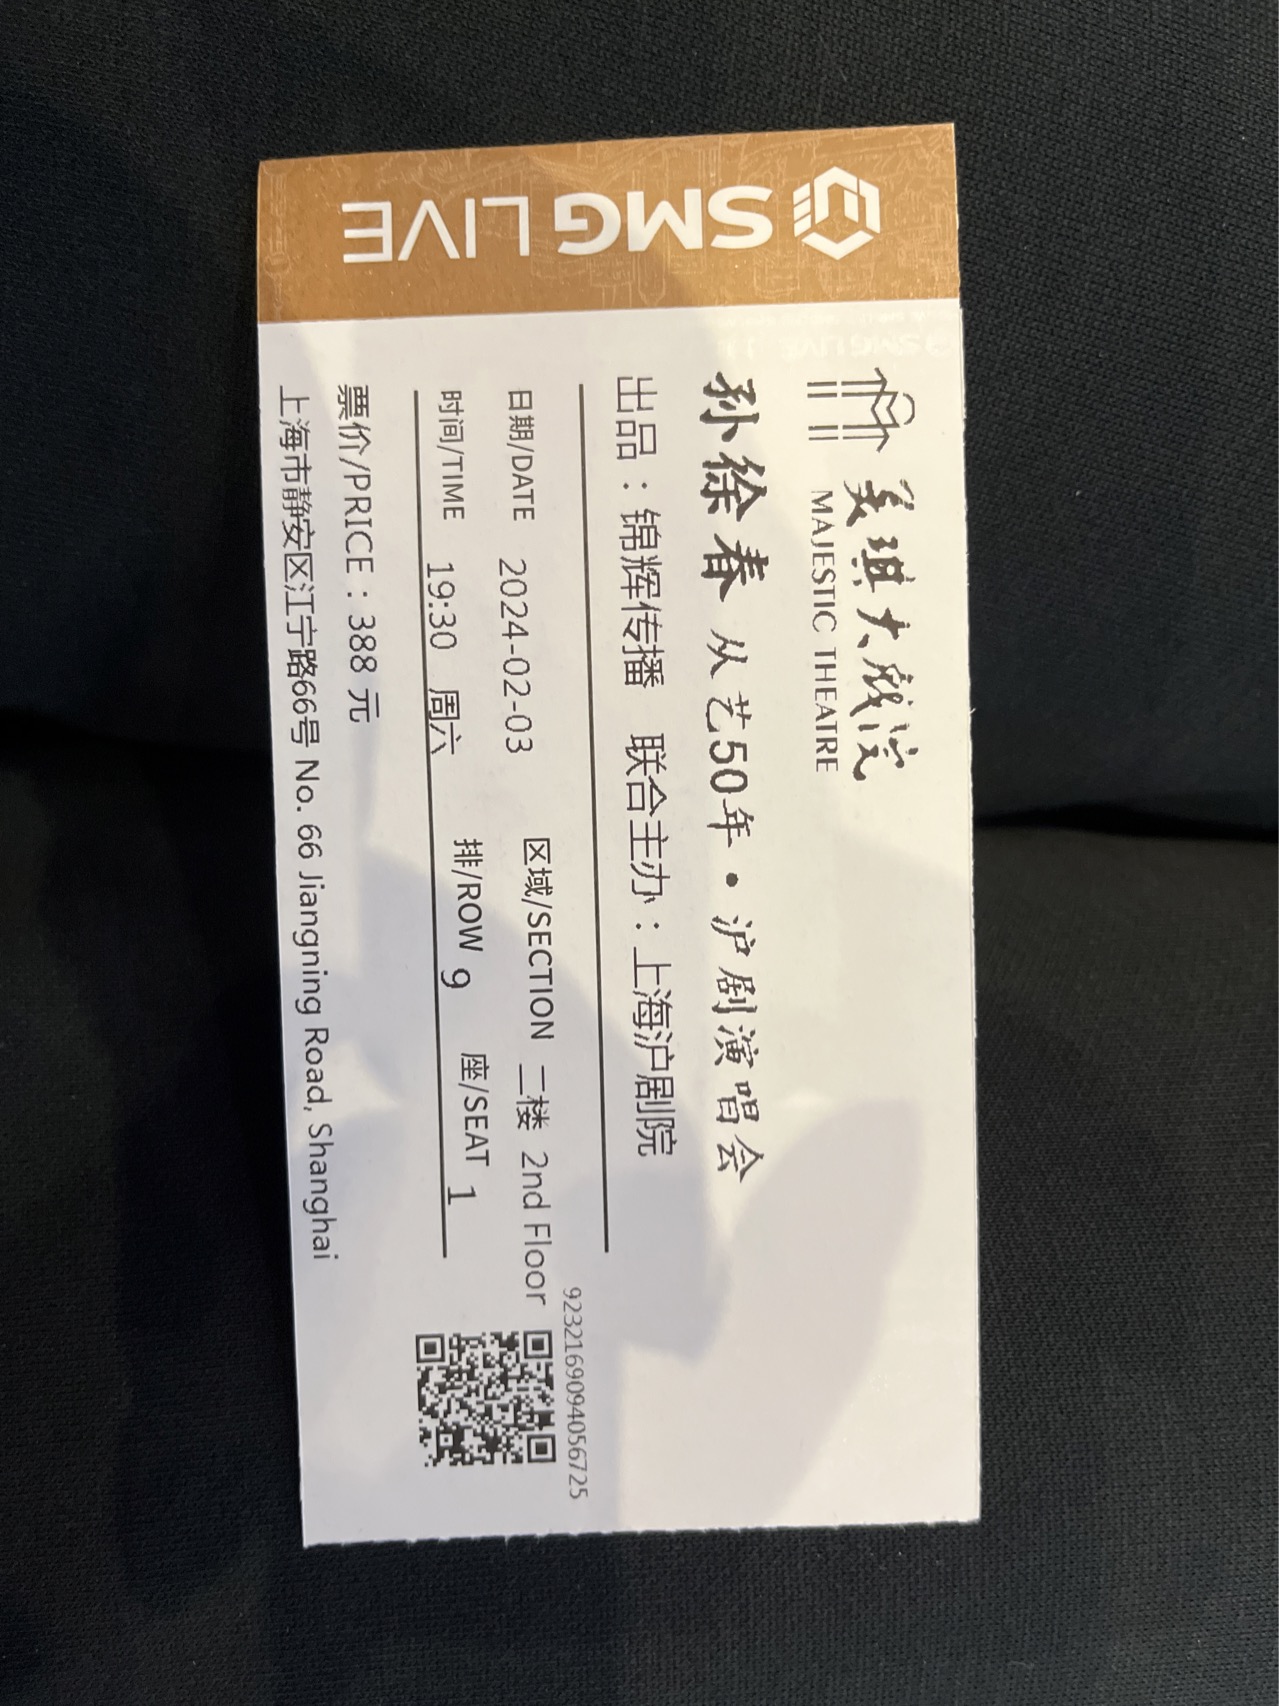 SMG LIVE
美琪大戏院
MAJESTIC THEATRE
孙徐春 从艺50年·沪剧演唱会
出品：锦辉传播 联合主办：上海沪剧院
9232169094056725
日期/DATE 2024-02-03 区域/SECTION 二楼 2nd Floor
时间/TIME 19:30 周六 排/ROW 9 座/SEAT 1
票价/PRICE：388 元
上海市静安区江宁路66号 No. 66 Jiangning Road, Shanghai